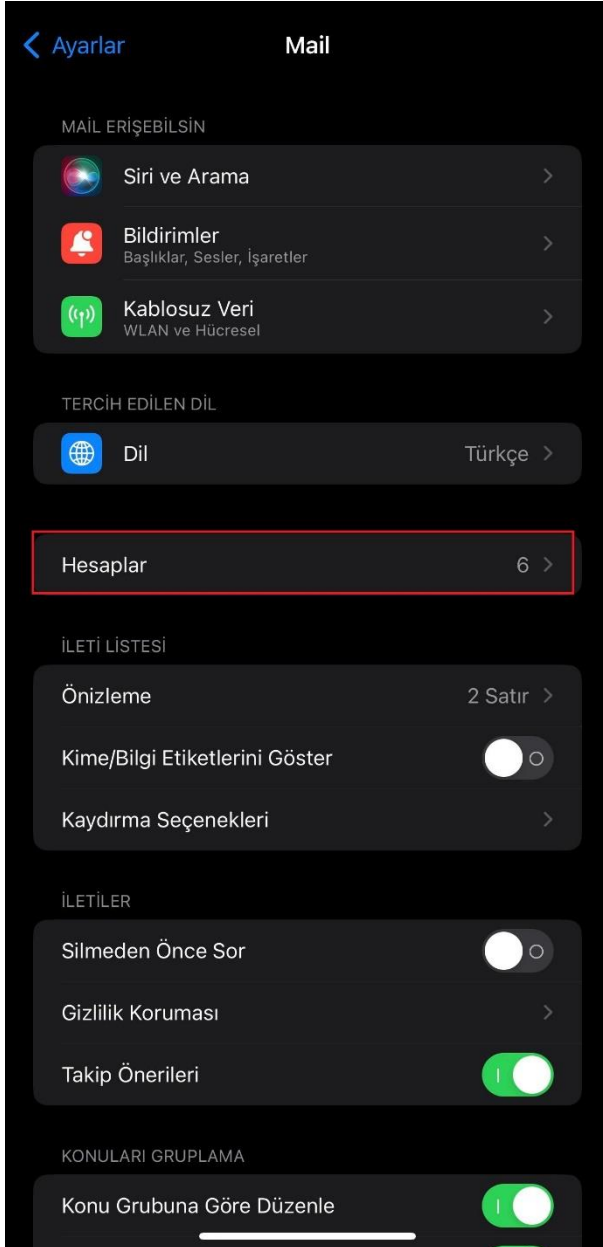 Ayarlar Mail
MAİL ERİŞEBİLSİN
Siri ve Arama
Bildirimler
Başlıklar, Sesler, İşaretler
Kablosuz Veri
WLAN ve Hücresel
TERCİH EDİLEN DİL
Dil Türkçe
Hesaplar 6
İLETİ LİSTESİ
Önizleme 2 Satır
Kime/Bilgi Etiketlerini Göster
Kaydırma Seçenekleri
İLETİLER
Silmeden Önce Sor
Gizlilik Koruması
Takip Önerileri
KONULARI GRUPLAMA
Konu Grubuna Göre Düzenle